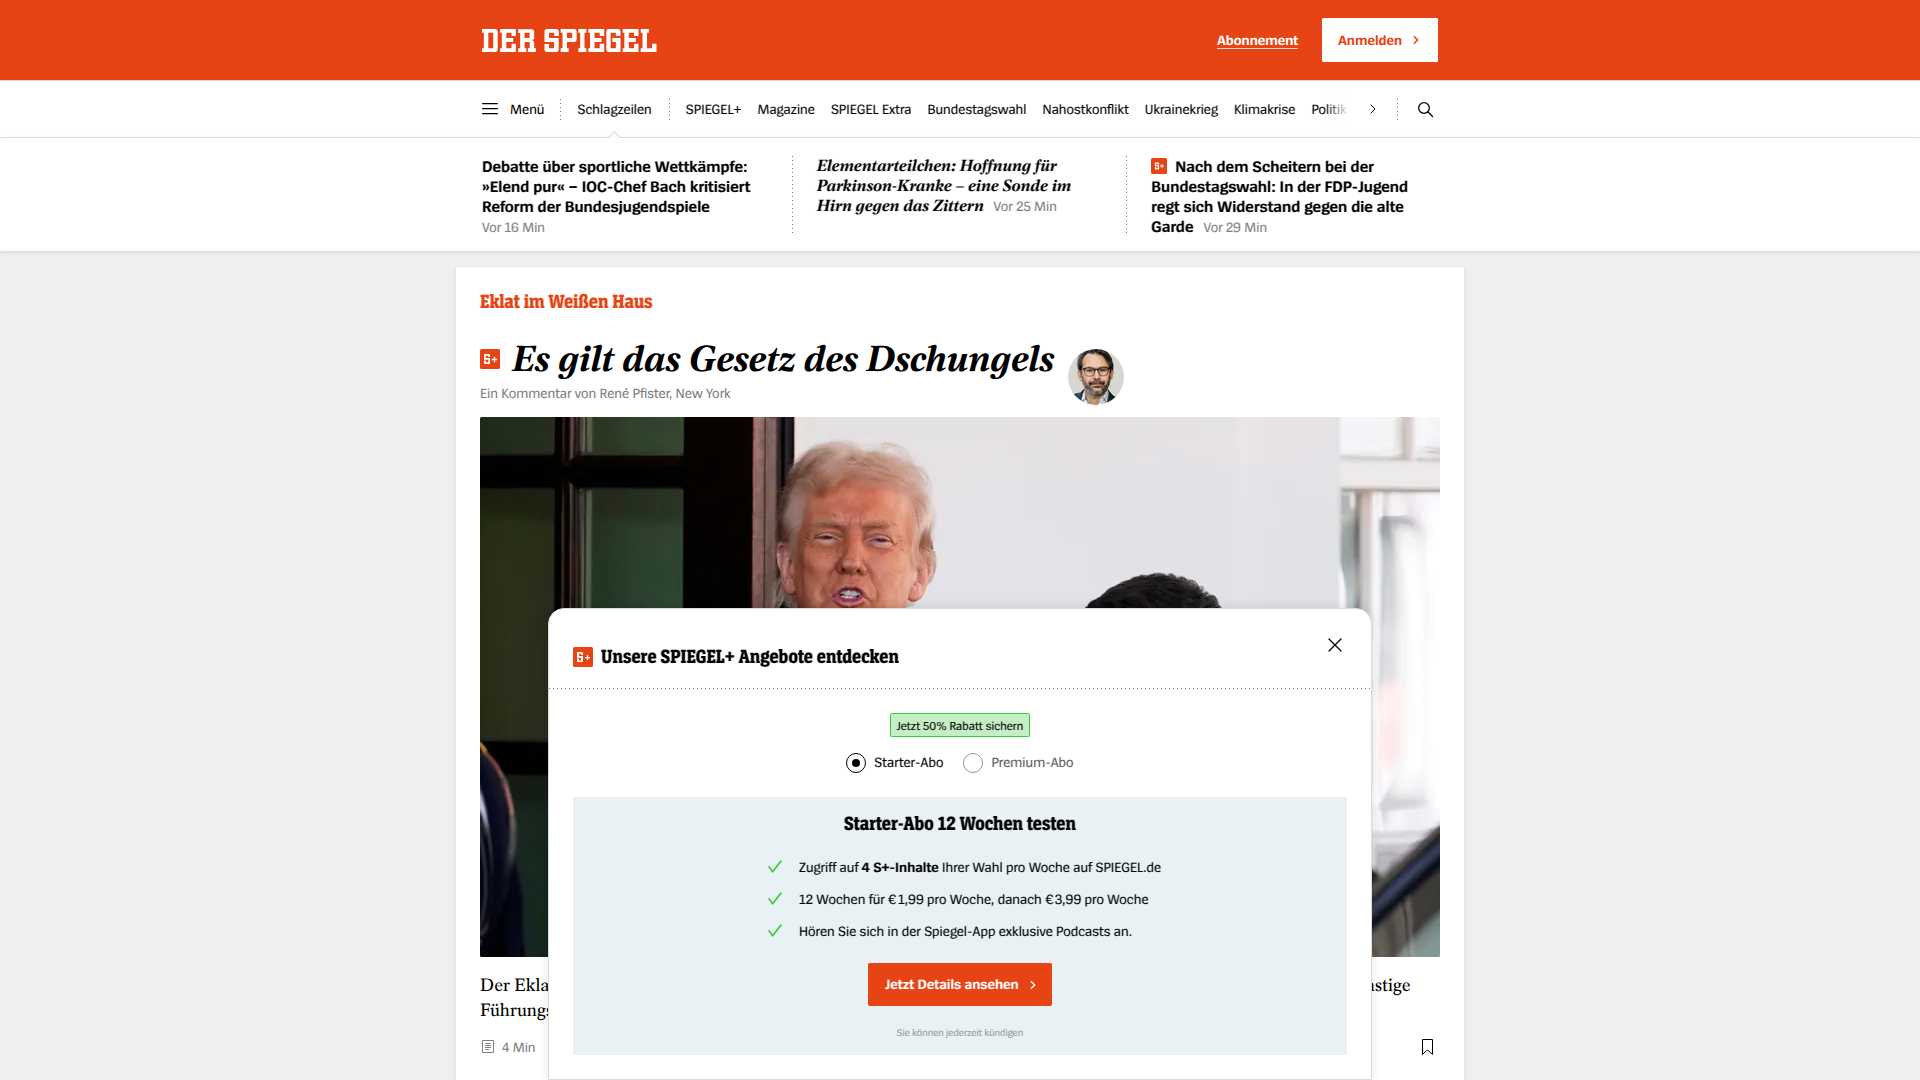 DER SPIEGEL
Abonnement
Anmelden
Menü
Schlagzeilen
SPIEGEL+
Magazine
SPIEGEL Extra
Bundestagswahl
Nahostkonflikt
Ukrainekrieg
Klimakrise
Politik
Debatte über sportliche Wettkämpfe:
»Elend pur« – IOC-Chef Bach kritisiert
Reform der Bundesjugendspiele
Vor 16 Min
Elementarteilchen: Hoffnung für
Parkinson-Kranke – eine Sonde im
Hirn gegen das Zittern Vor 25 Min
S+ Nach dem Scheitern bei der
Bundestagswahl: In der FDP-Jugend
regt sich Widerstand gegen die alte
Garde Vor 29 Min
Eklat im Weißen Haus
S+ Es gilt das Gesetz des Dschungels
Ein Kommentar von René Pfister, New York
S+ Unsere SPIEGEL+ Angebote entdecken
Jetzt 50% Rabatt sichern
Starter-Abo
Premium-Abo
Starter-Abo 12 Wochen testen
Zugriff auf 4 S+-Inhalte Ihrer Wahl pro Woche auf SPIEGEL.de
12 Wochen für € 1,99 pro Woche, danach € 3,99 pro Woche
Hören Sie sich in der Spiegel-App exklusive Podcasts an.
Jetzt Details ansehen
Sie können jederzeit kündigen
Der Ekla
Führungs
4 Min